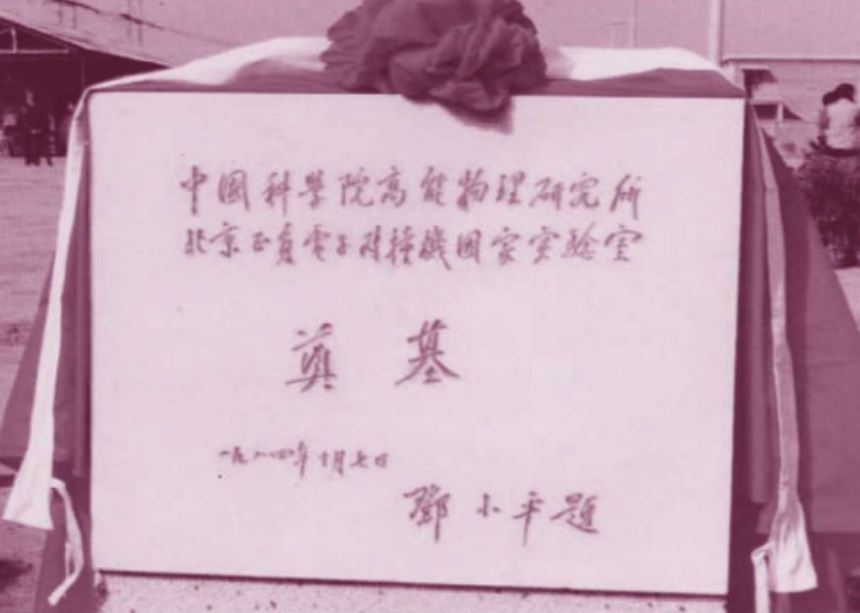 中國科學院高能物理研究所
北京正負電子对撞機国家实验室
奠基
一九八四年十月七日
鄧小平題